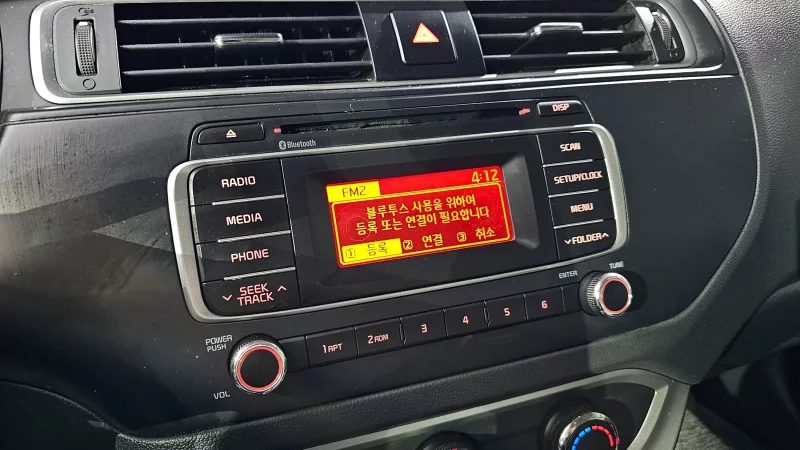 DISP
Bluetooth
SCAN
RADIO
FM2 4:12
SETUP/CLOCK
MEDIA
블루투스 사용을 위하여
등록 또는 연결이 필요합니다
MENU
PHONE
① 등록 ② 연결 ③ 취소
FOLDER
SEEK
TRACK
ENTER
TUNE
POWER
PUSH
1 RPT
2 RDM
3
4
5
6
VOL